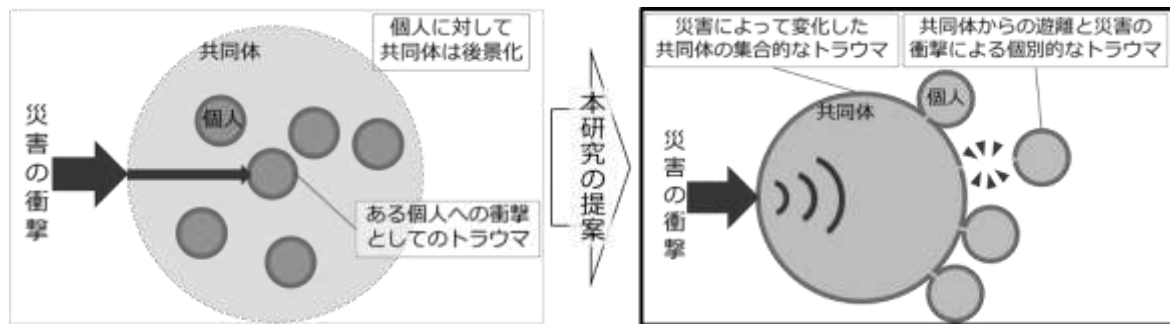 個人に対して
共同体は後景化
共同体
個人
災害の衝撃
ある個人への衝撃
としてのトラウマ
本研究の提案
災害によって変化した
共同体の集合的なトラウマ
共同体からの遊離と災害の
衝撃による個別的なトラウマ
共同体
個人
災害の衝撃